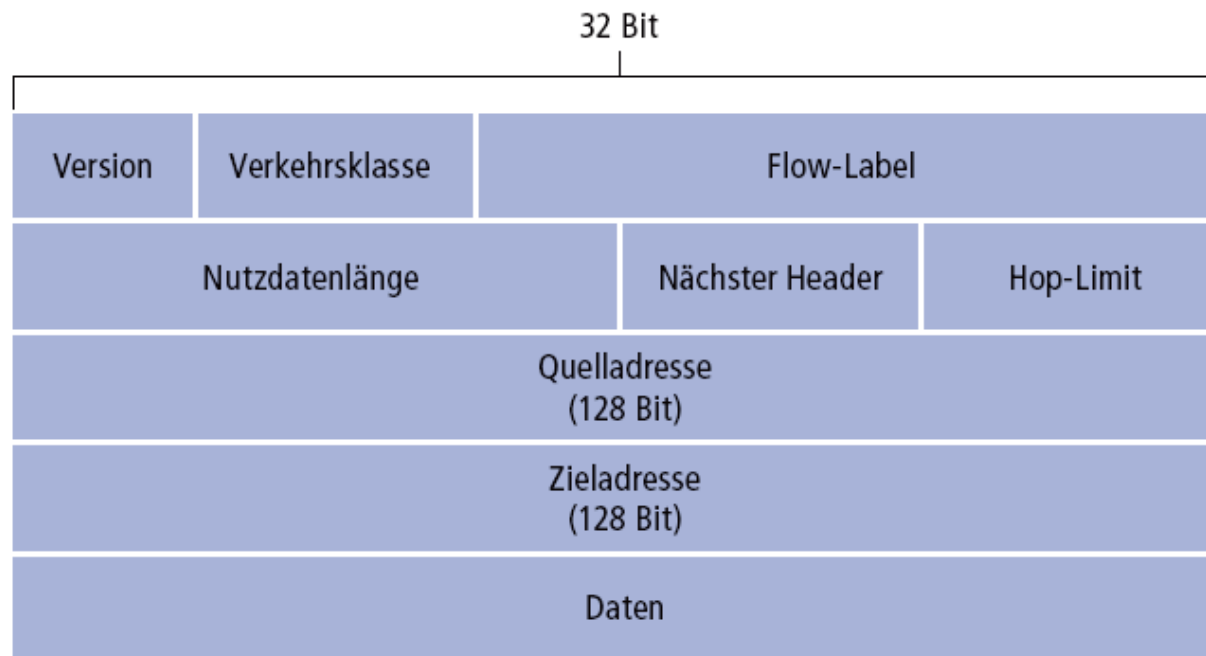 32 Bit
Version
Verkehrsklasse
Flow-Label
Nutzdatenlänge
Nächster Header
Hop-Limit
Quelladresse
(128 Bit)
Zieladresse
(128 Bit)
Daten